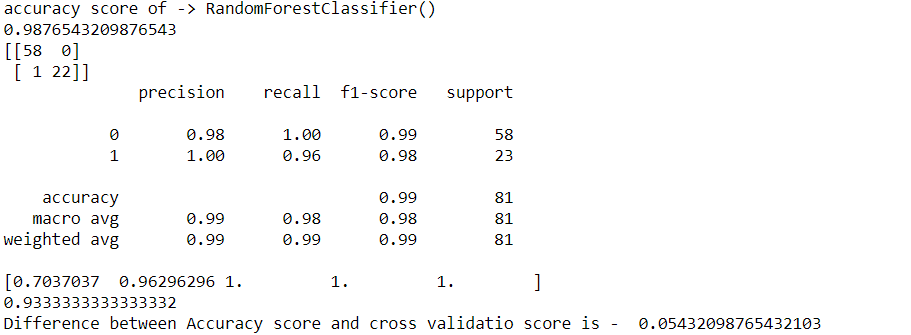 accuracy score of -> RandomForestClassifier()
0.9876543209876543
[[58  0]
 [ 1 22]]
              precision    recall  f1-score   support

           0       0.98      1.00      0.99        58
           1       1.00      0.96      0.98        23

    accuracy                           0.99        81
   macro avg       0.99      0.98      0.98        81
weighted avg       0.99      0.99      0.99        81

[0.7037037  0.96296296 1.         1.         1.        ]
0.9333333333333332
Difference between Accuracy score and cross validatio score is -  0.05432098765432103